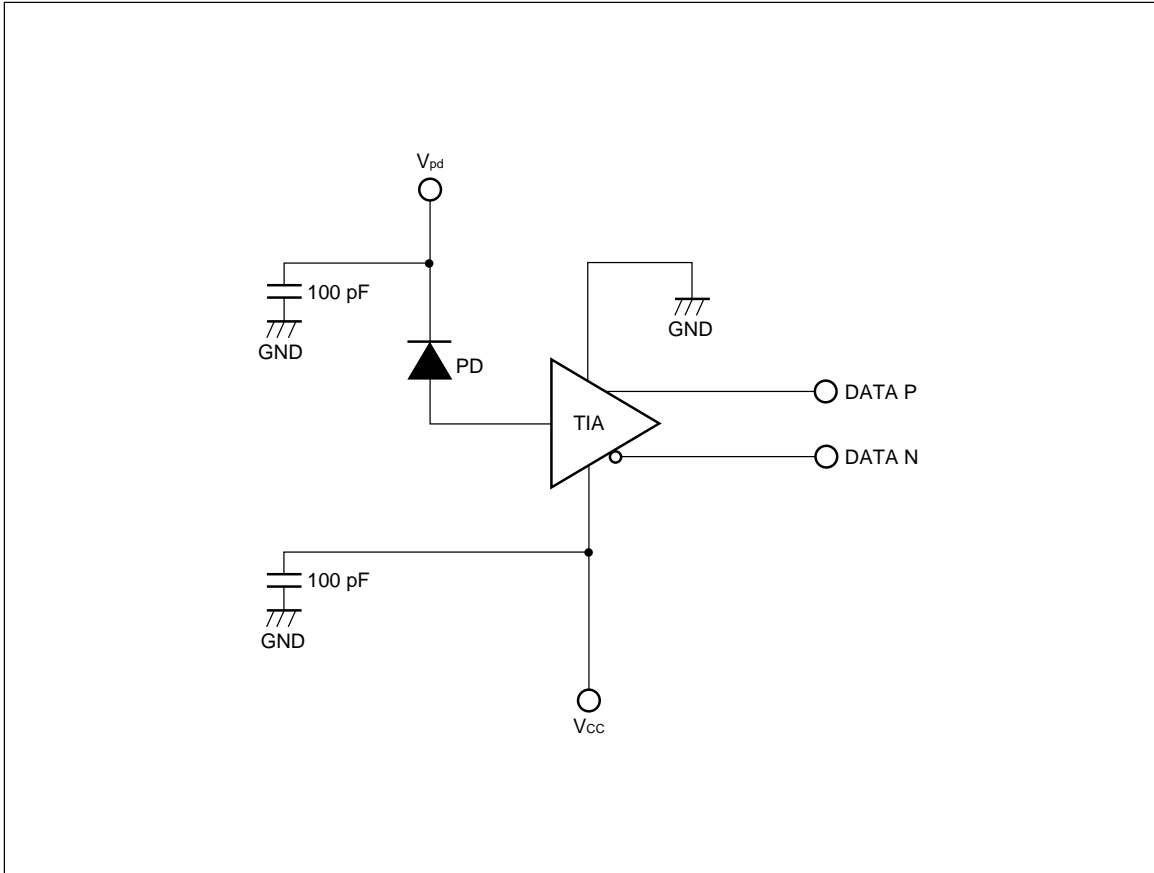 Vpd
100 pF
GND
GND
PD
TIA
DATA P
DATA N
100 pF
GND
VCC